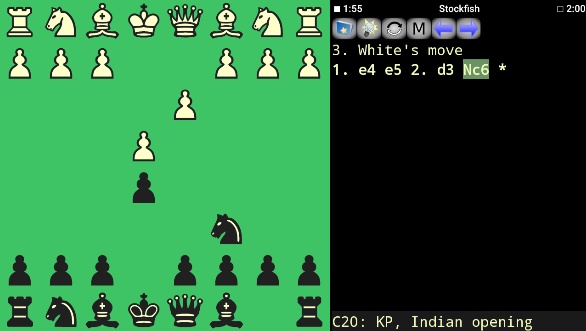 1:55 Stockfish 2:00
M
3. White's move
1. e4 e5 2. d3 Nc6 *
C20: KP, Indian opening